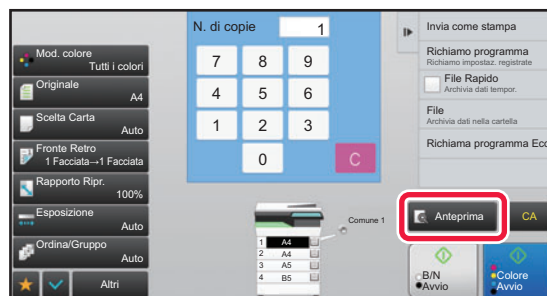 Mod. colore
Tutti i colori
Originale
A4
Scelta Carta
Auto
Fronte Retro
1 Facciata→1 Facciata
Rapporto Ripr.
100%
Esposizione
Auto
Ordina/Gruppo
Auto
Altri
N. di copie 1
7 8 9
4 5 6
1 2 3
0 C
Comune 1
1 A4
2 A4
3 A5
4 B5
Invia come stampa
Richiamo programma
Richiamo impostaz. registrate
File Rapido
Archivia dati tempor.
File
Archivia dati nella cartella
Richiama programma Eco
Anteprima
CA
B/N
Avvio
Colore
Avvio